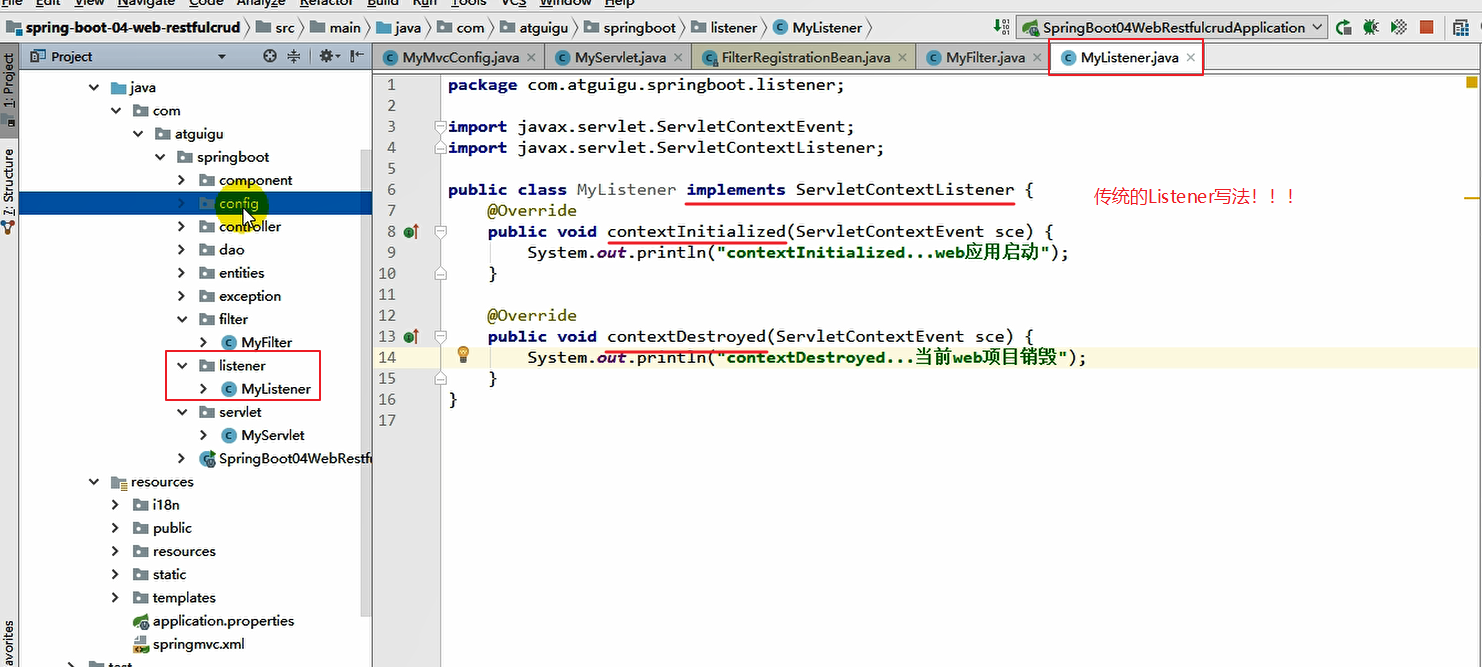 File Edit View Navigate Code Analyze Refactor Build Run Tools VCS Window Help
spring-boot-04-web-restfulcrud src main java com atguigu springboot listener MyListener SpringBoot04WebRestfulcrudApplication
Project
MyMvcConfig.java MyServlet.java FilterRegistrationBean.java MyFilter.java MyListener.java
1: Project
7: Structure
avorites
java
com
atguigu
springboot
component
config
controller
dao
entities
exception
filter
MyFilter
listener
MyListener
servlet
MyServlet
SpringBoot04WebRestfu
resources
i18n
public
resources
static
templates
application.properties
springmvc.xml
test
1 package com.atguigu.springboot.listener;
2
3 import javax.servlet.ServletContextEvent;
4 import javax.servlet.ServletContextListener;
5
6 public class MyListener implements ServletContextListener {
传统的Listener写法！！！
7 @Override
8 public void contextInitialized(ServletContextEvent sce) {
9 System.out.println("contextInitialized...web应用启动");
10 }
11
12 @Override
13 public void contextDestroyed(ServletContextEvent sce) {
14 System.out.println("contextDestroyed...当前web项目销毁");
15 }
16 }
17